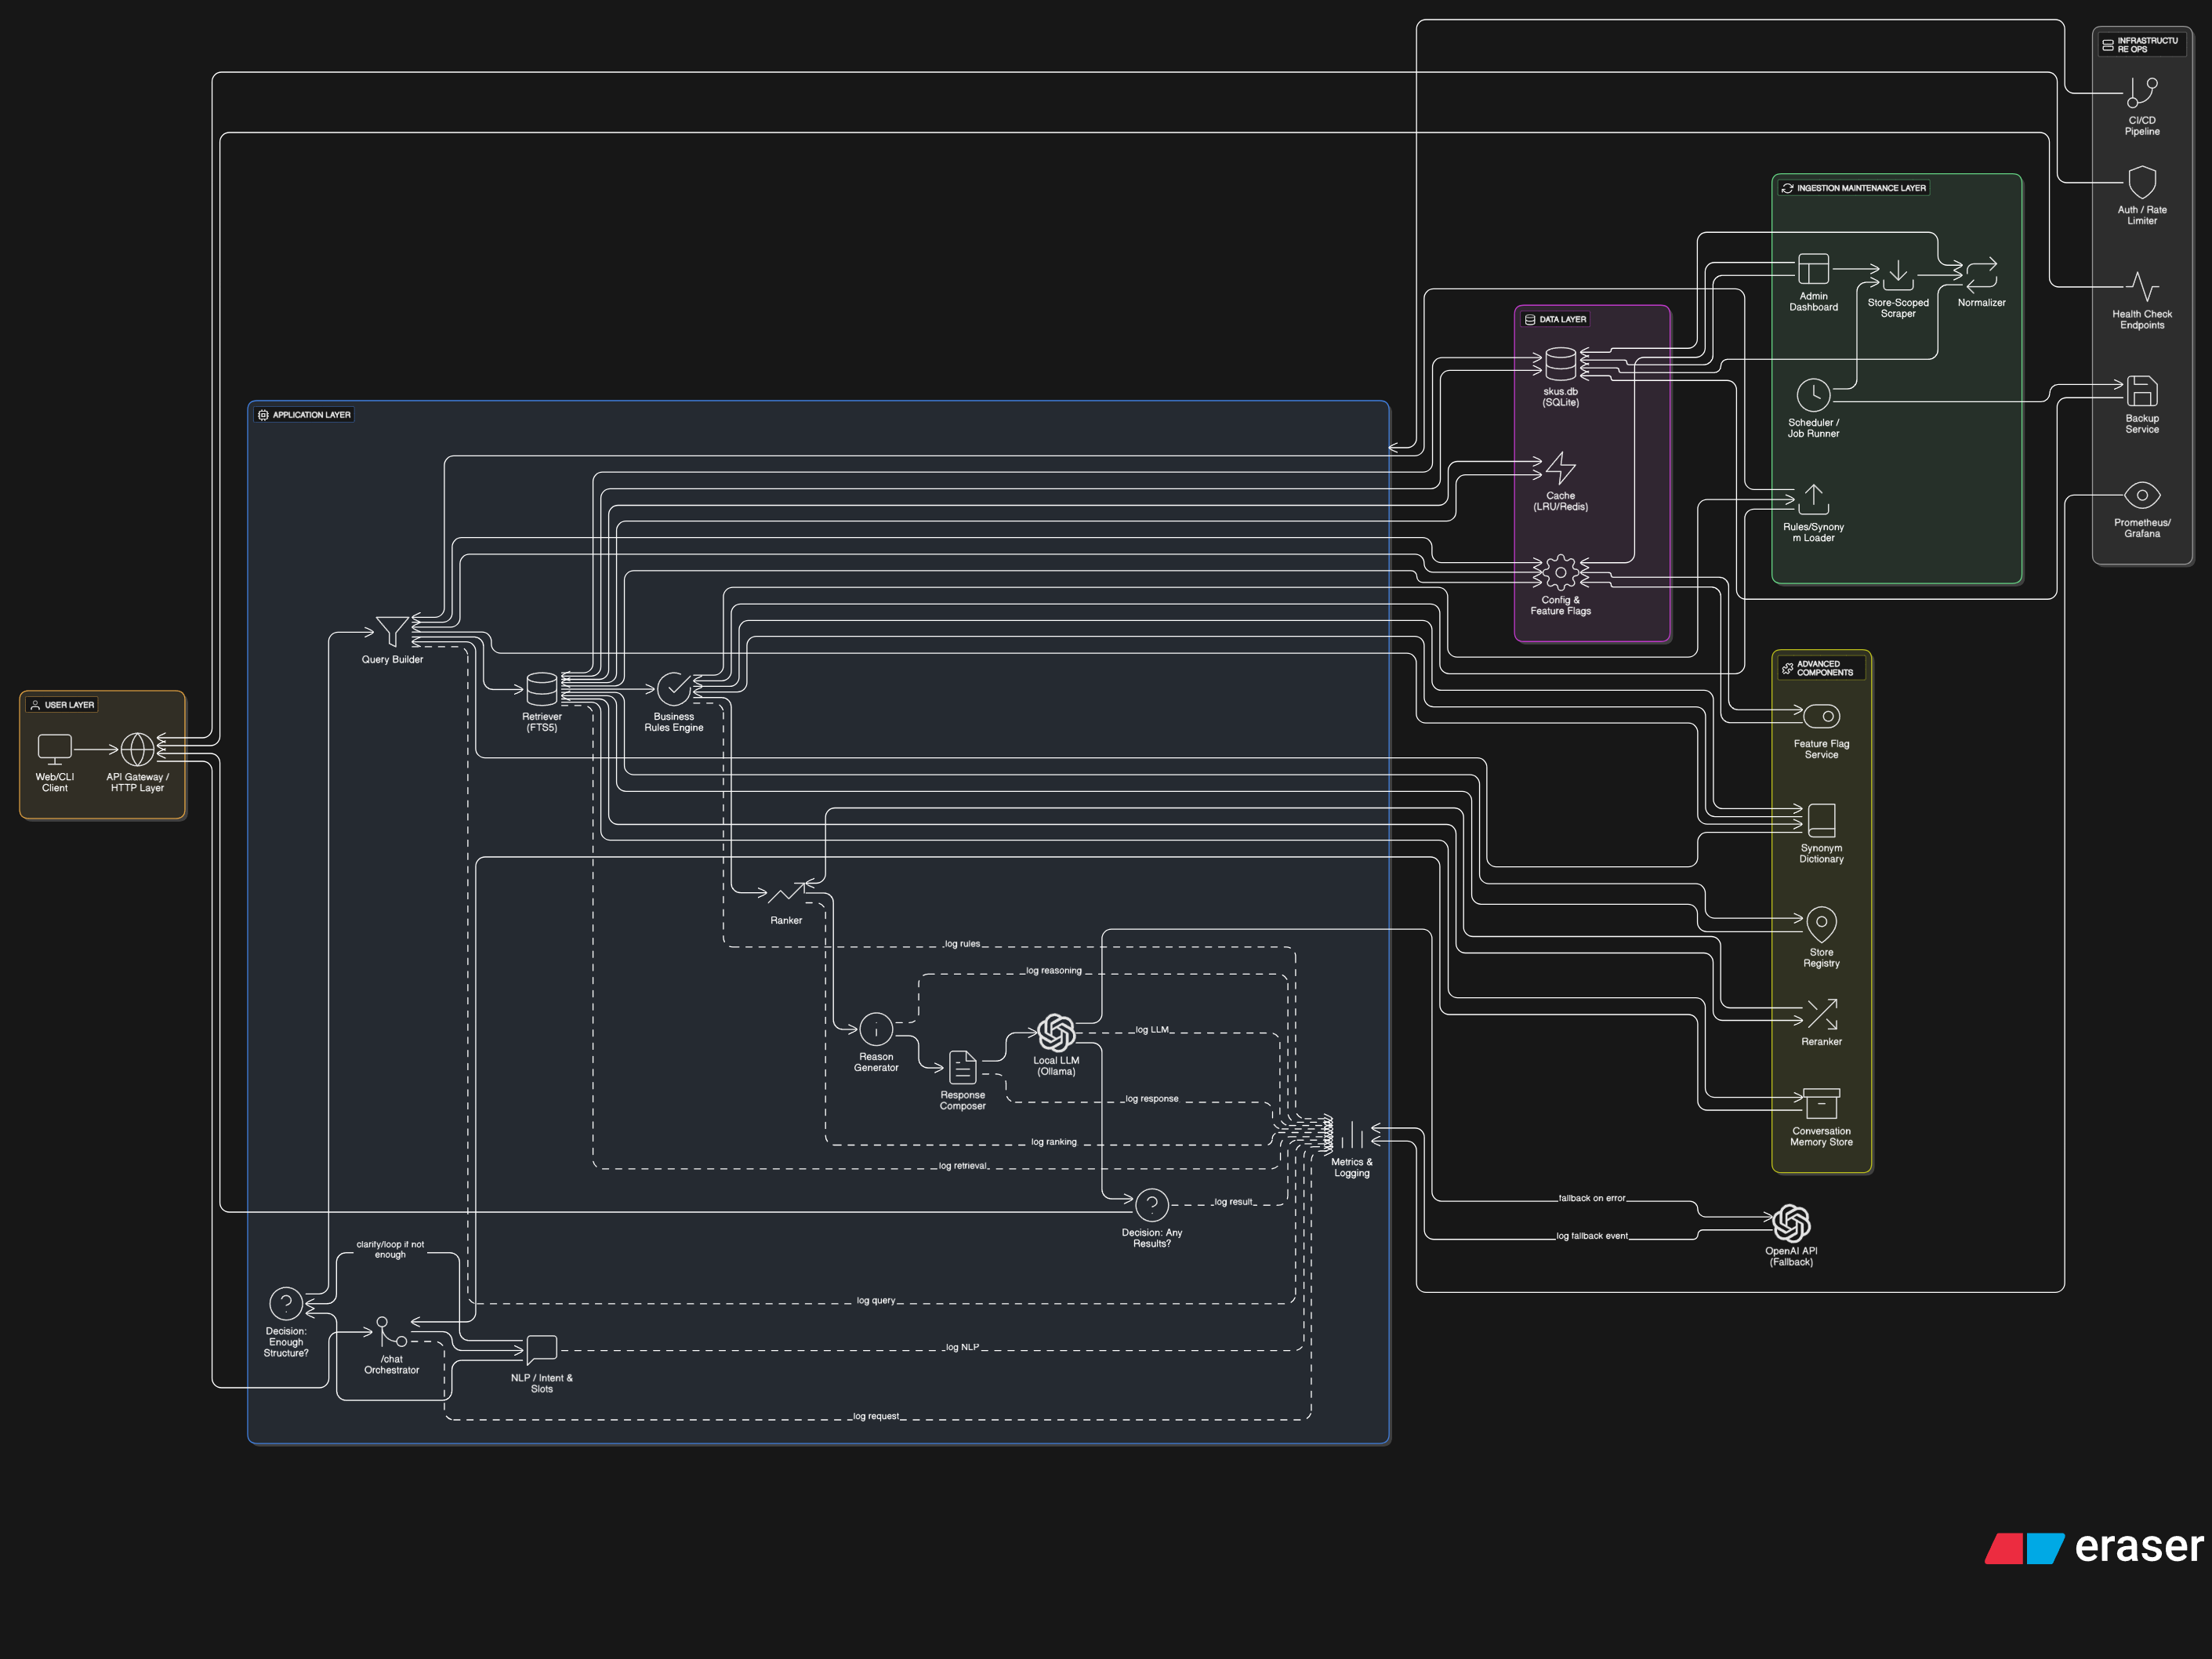 INFRASTRUCTU
RE OPS
CI/CD
Pipeline
Auth / Rate
Limiter
Health Check
Endpoints
Backup
Service
Prometheus/
Grafana
INGESTION MAINTENANCE LAYER
Admin
Dashboard
Store-Scoped
Scraper
Normalizer
Scheduler /
Job Runner
Rules/Synony
m Loader
DATA LAYER
skus.db
(SQLite)
Cache
(LRU/Redis)
Config &
Feature Flags
APPLICATION LAYER
Query Builder
Retriever
(FTS5)
Business
Rules Engine
USER LAYER
Web/CLI
Client
API Gateway /
HTTP Layer
ADVANCED
COMPONENTS
Feature Flag
Service
Synonym
Dictionary
Store
Registry
Reranker
Conversation
Memory Store
Ranker
log rules
log reasoning
Reason
Generator
Local LLM
(Ollama)
log LLM
Response
Composer
log response
log ranking
log retrieval
Metrics &
Logging
log result
Decision: Any
Results?
fallback on error
log fallback event
OpenAI API
(Fallback)
clarify/loop if not
enough
log query
Decision:
Enough
Structure?
/chat
Orchestrator
log NLP
NLP / Intent &
Slots
log request
eraser